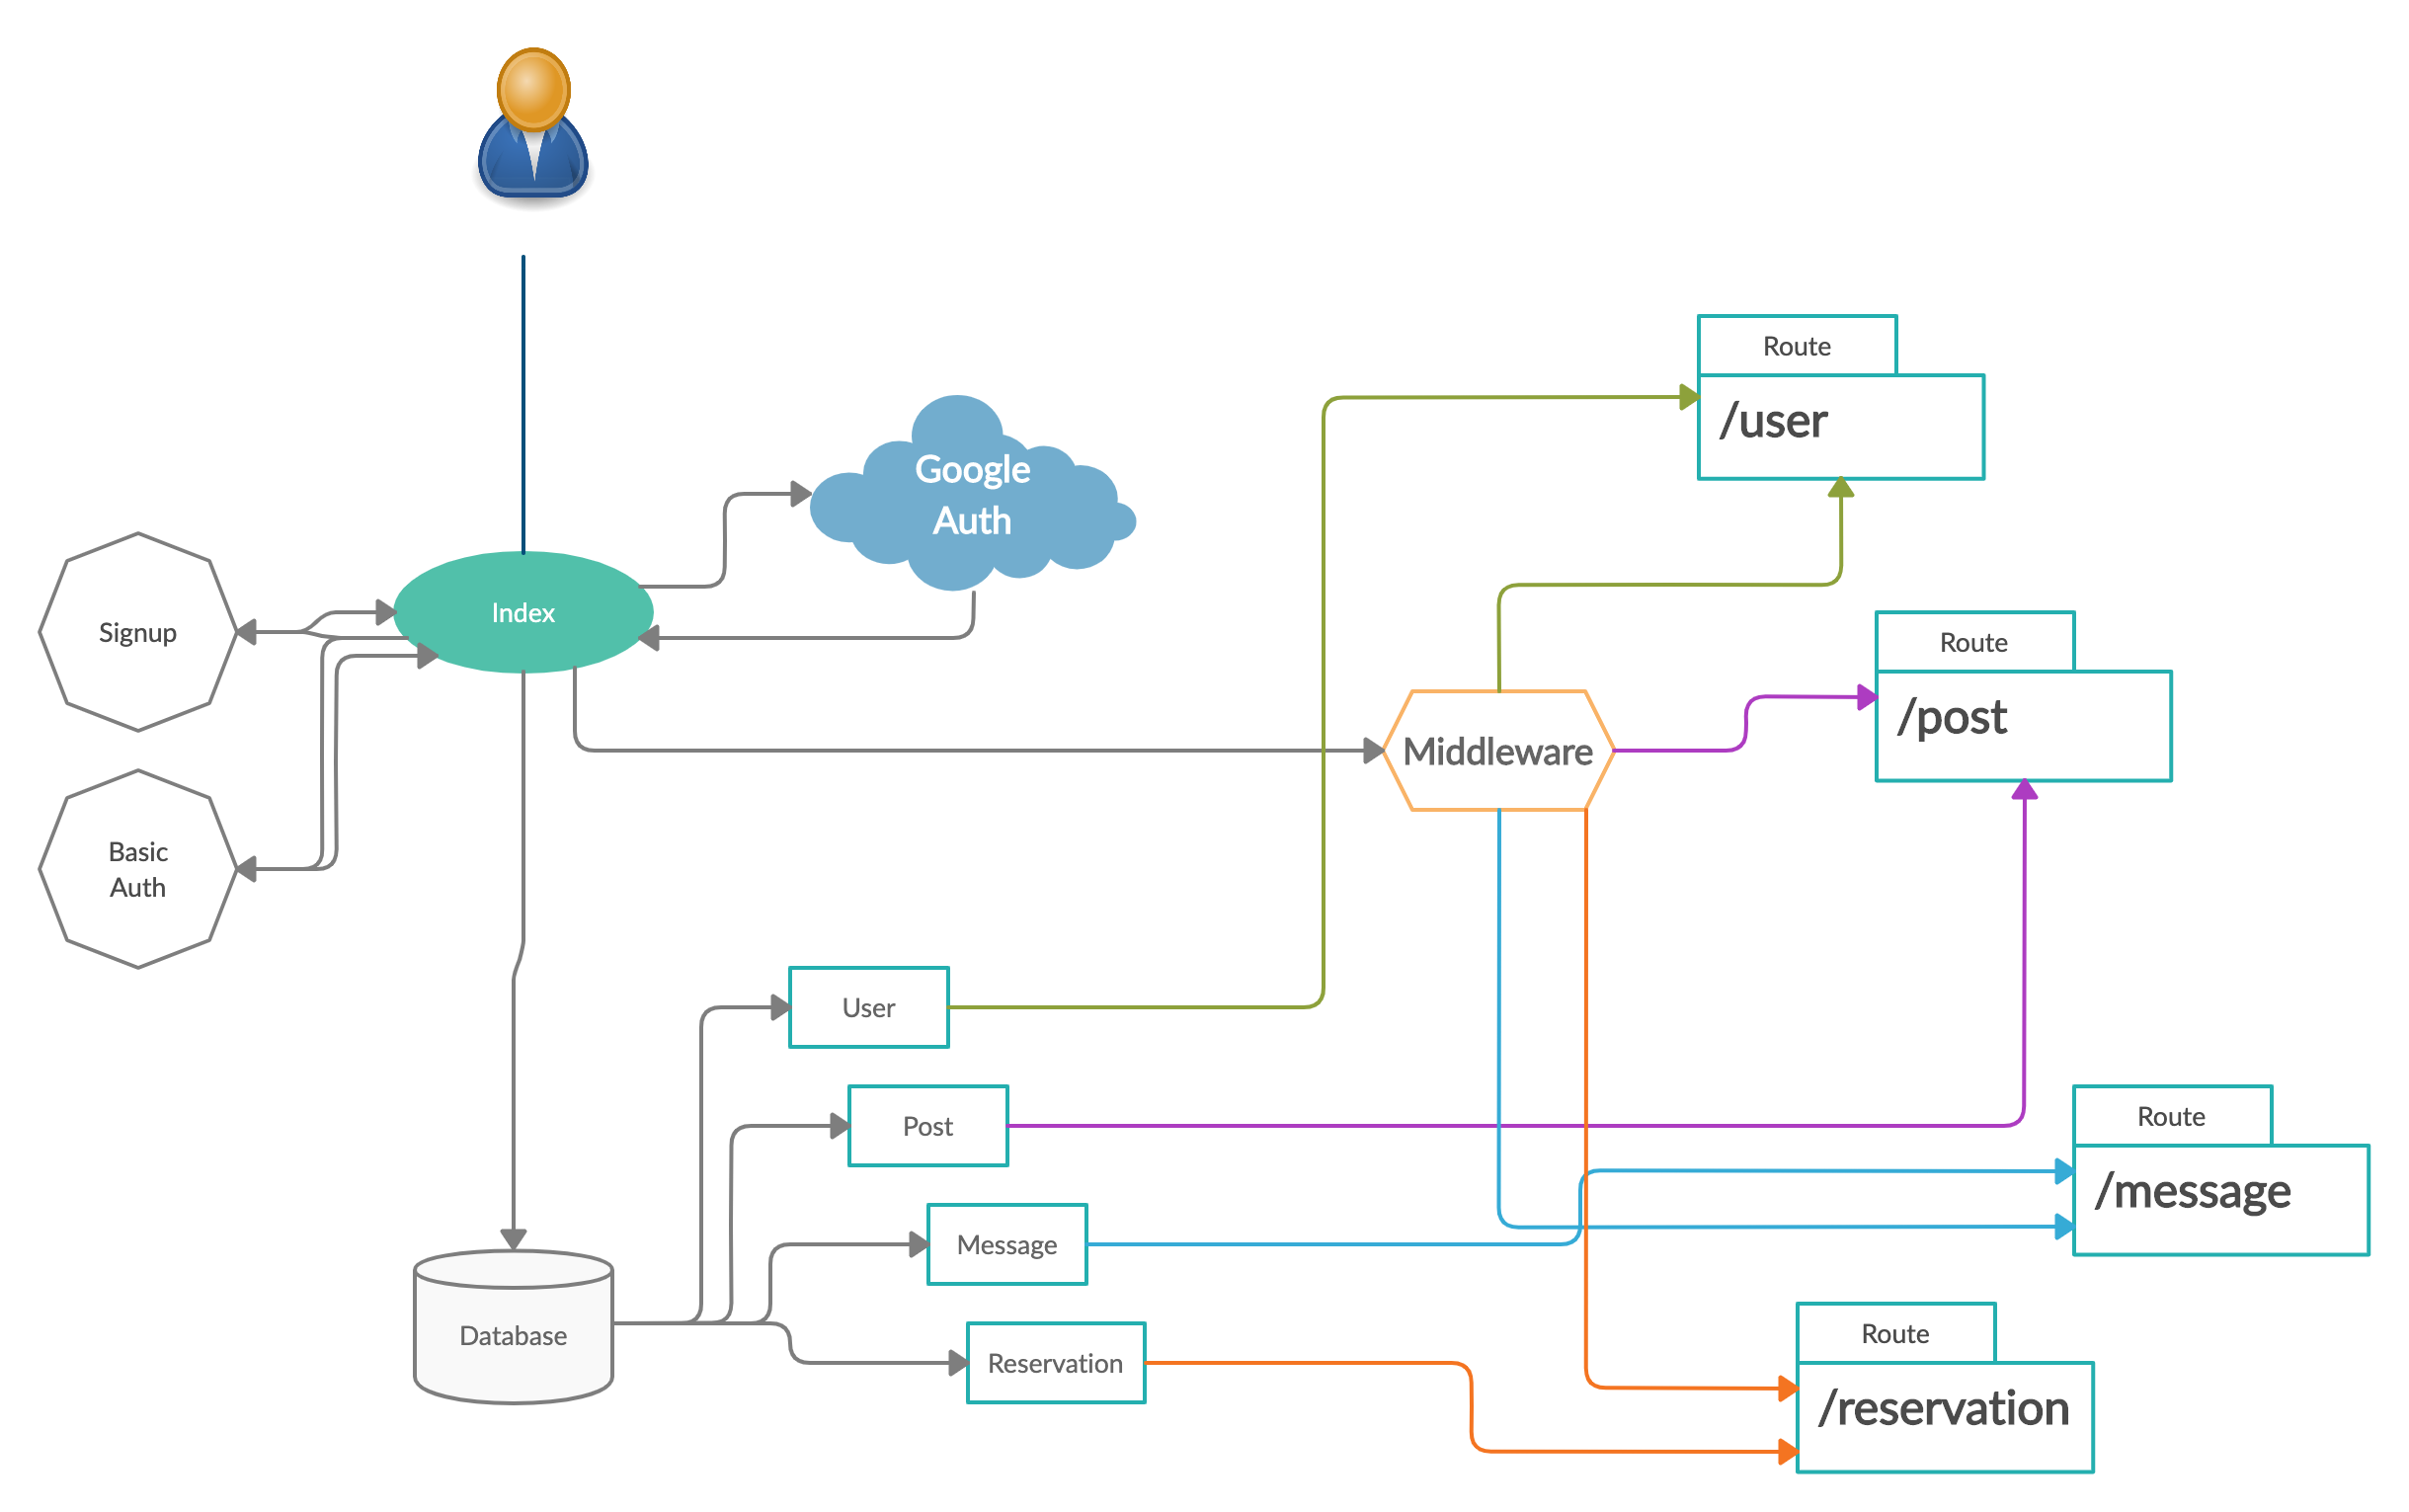 Google
Auth
Signup
Index
Basic
Auth
Middleware
Route
/user
Route
/post
User
Post
Message
Reservation
Database
Route
/message
Route
/reservation